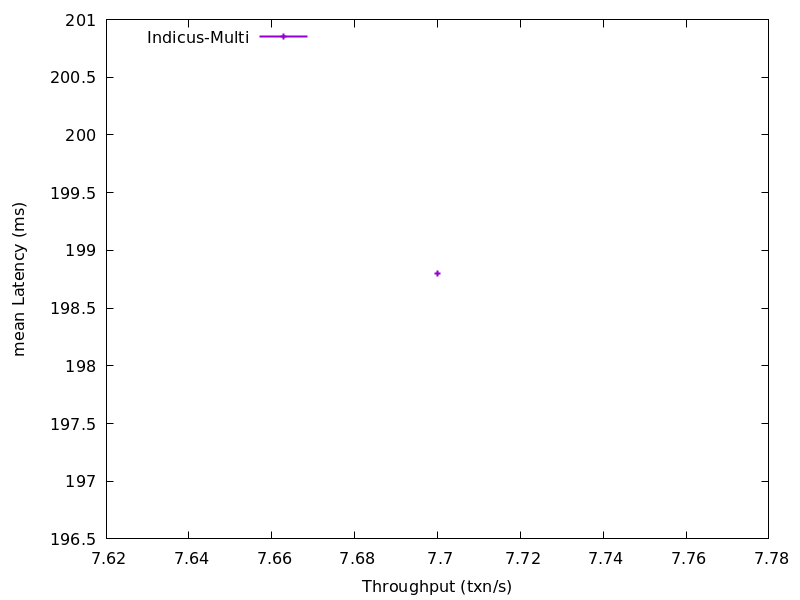 Indicus-Multi
201
200.5
200
199.5
199
198.5
198
197.5
197
196.5
mean Latency (ms)
7.62 7.64 7.66 7.68 7.7 7.72 7.74 7.76 7.78
Throughput (txn/s)